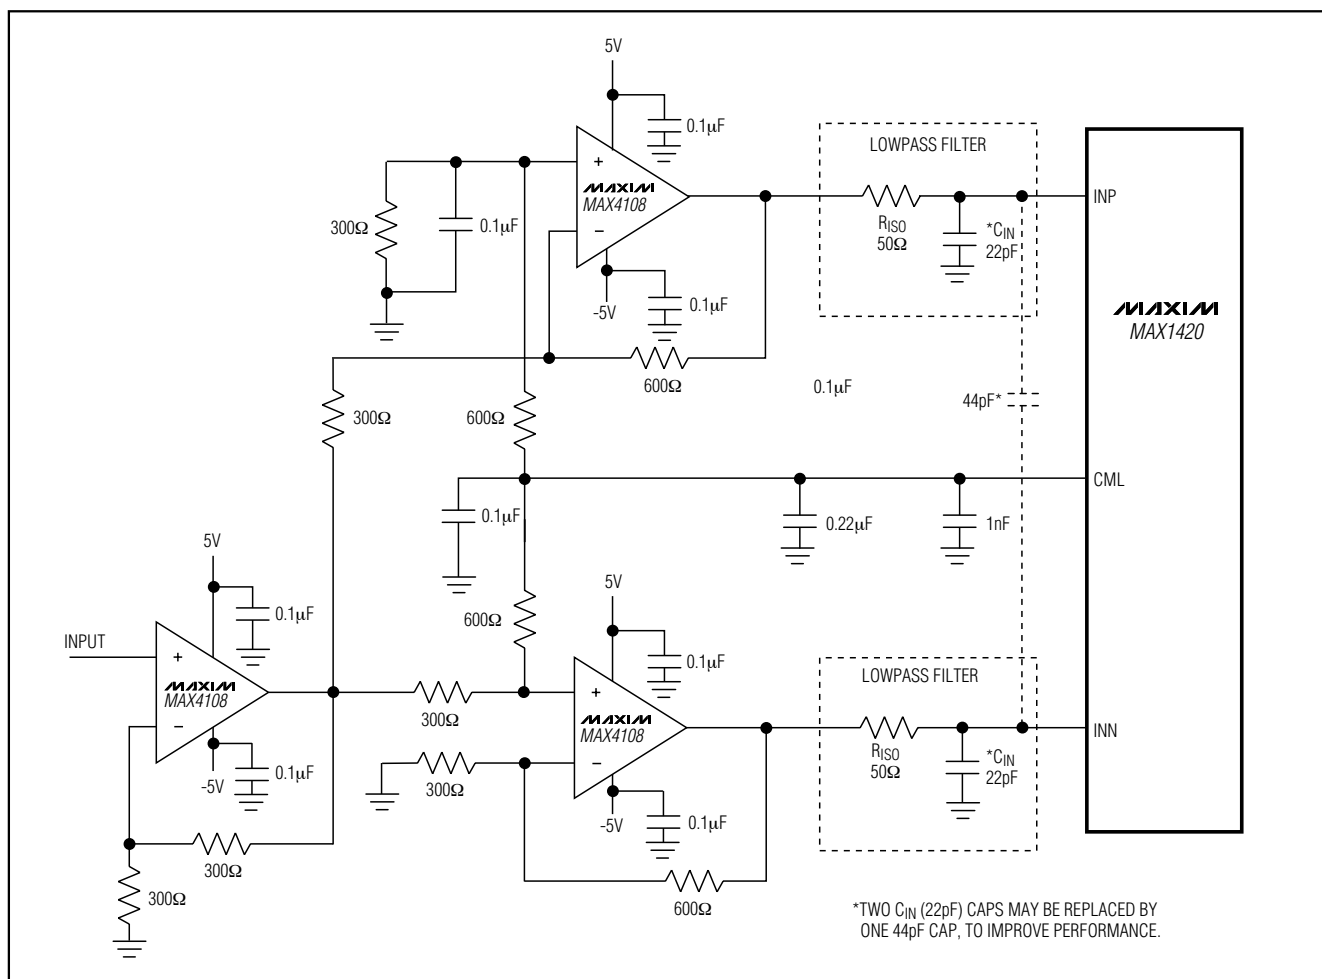 5V
0.1µF
LOWPASS FILTER
+
MAXIM
MAX4108
−
300Ω
0.1µF
RISO
50Ω
*CIN
22pF
INP
-5V
0.1µF
MAXIM
MAX1420
600Ω
0.1µF
300Ω
600Ω
44pF*
CML
0.1µF
0.22µF
1nF
5V
0.1µF
5V
600Ω
0.1µF
LOWPASS FILTER
INPUT
+
MAXIM
MAX4108
−
300Ω
+
MAXIM
MAX4108
−
RISO
50Ω
*CIN
22pF
INN
-5V
0.1µF
300Ω
-5V
0.1µF
300Ω
300Ω
600Ω
*TWO CIN (22pF) CAPS MAY BE REPLACED BY
ONE 44pF CAP, TO IMPROVE PERFORMANCE.